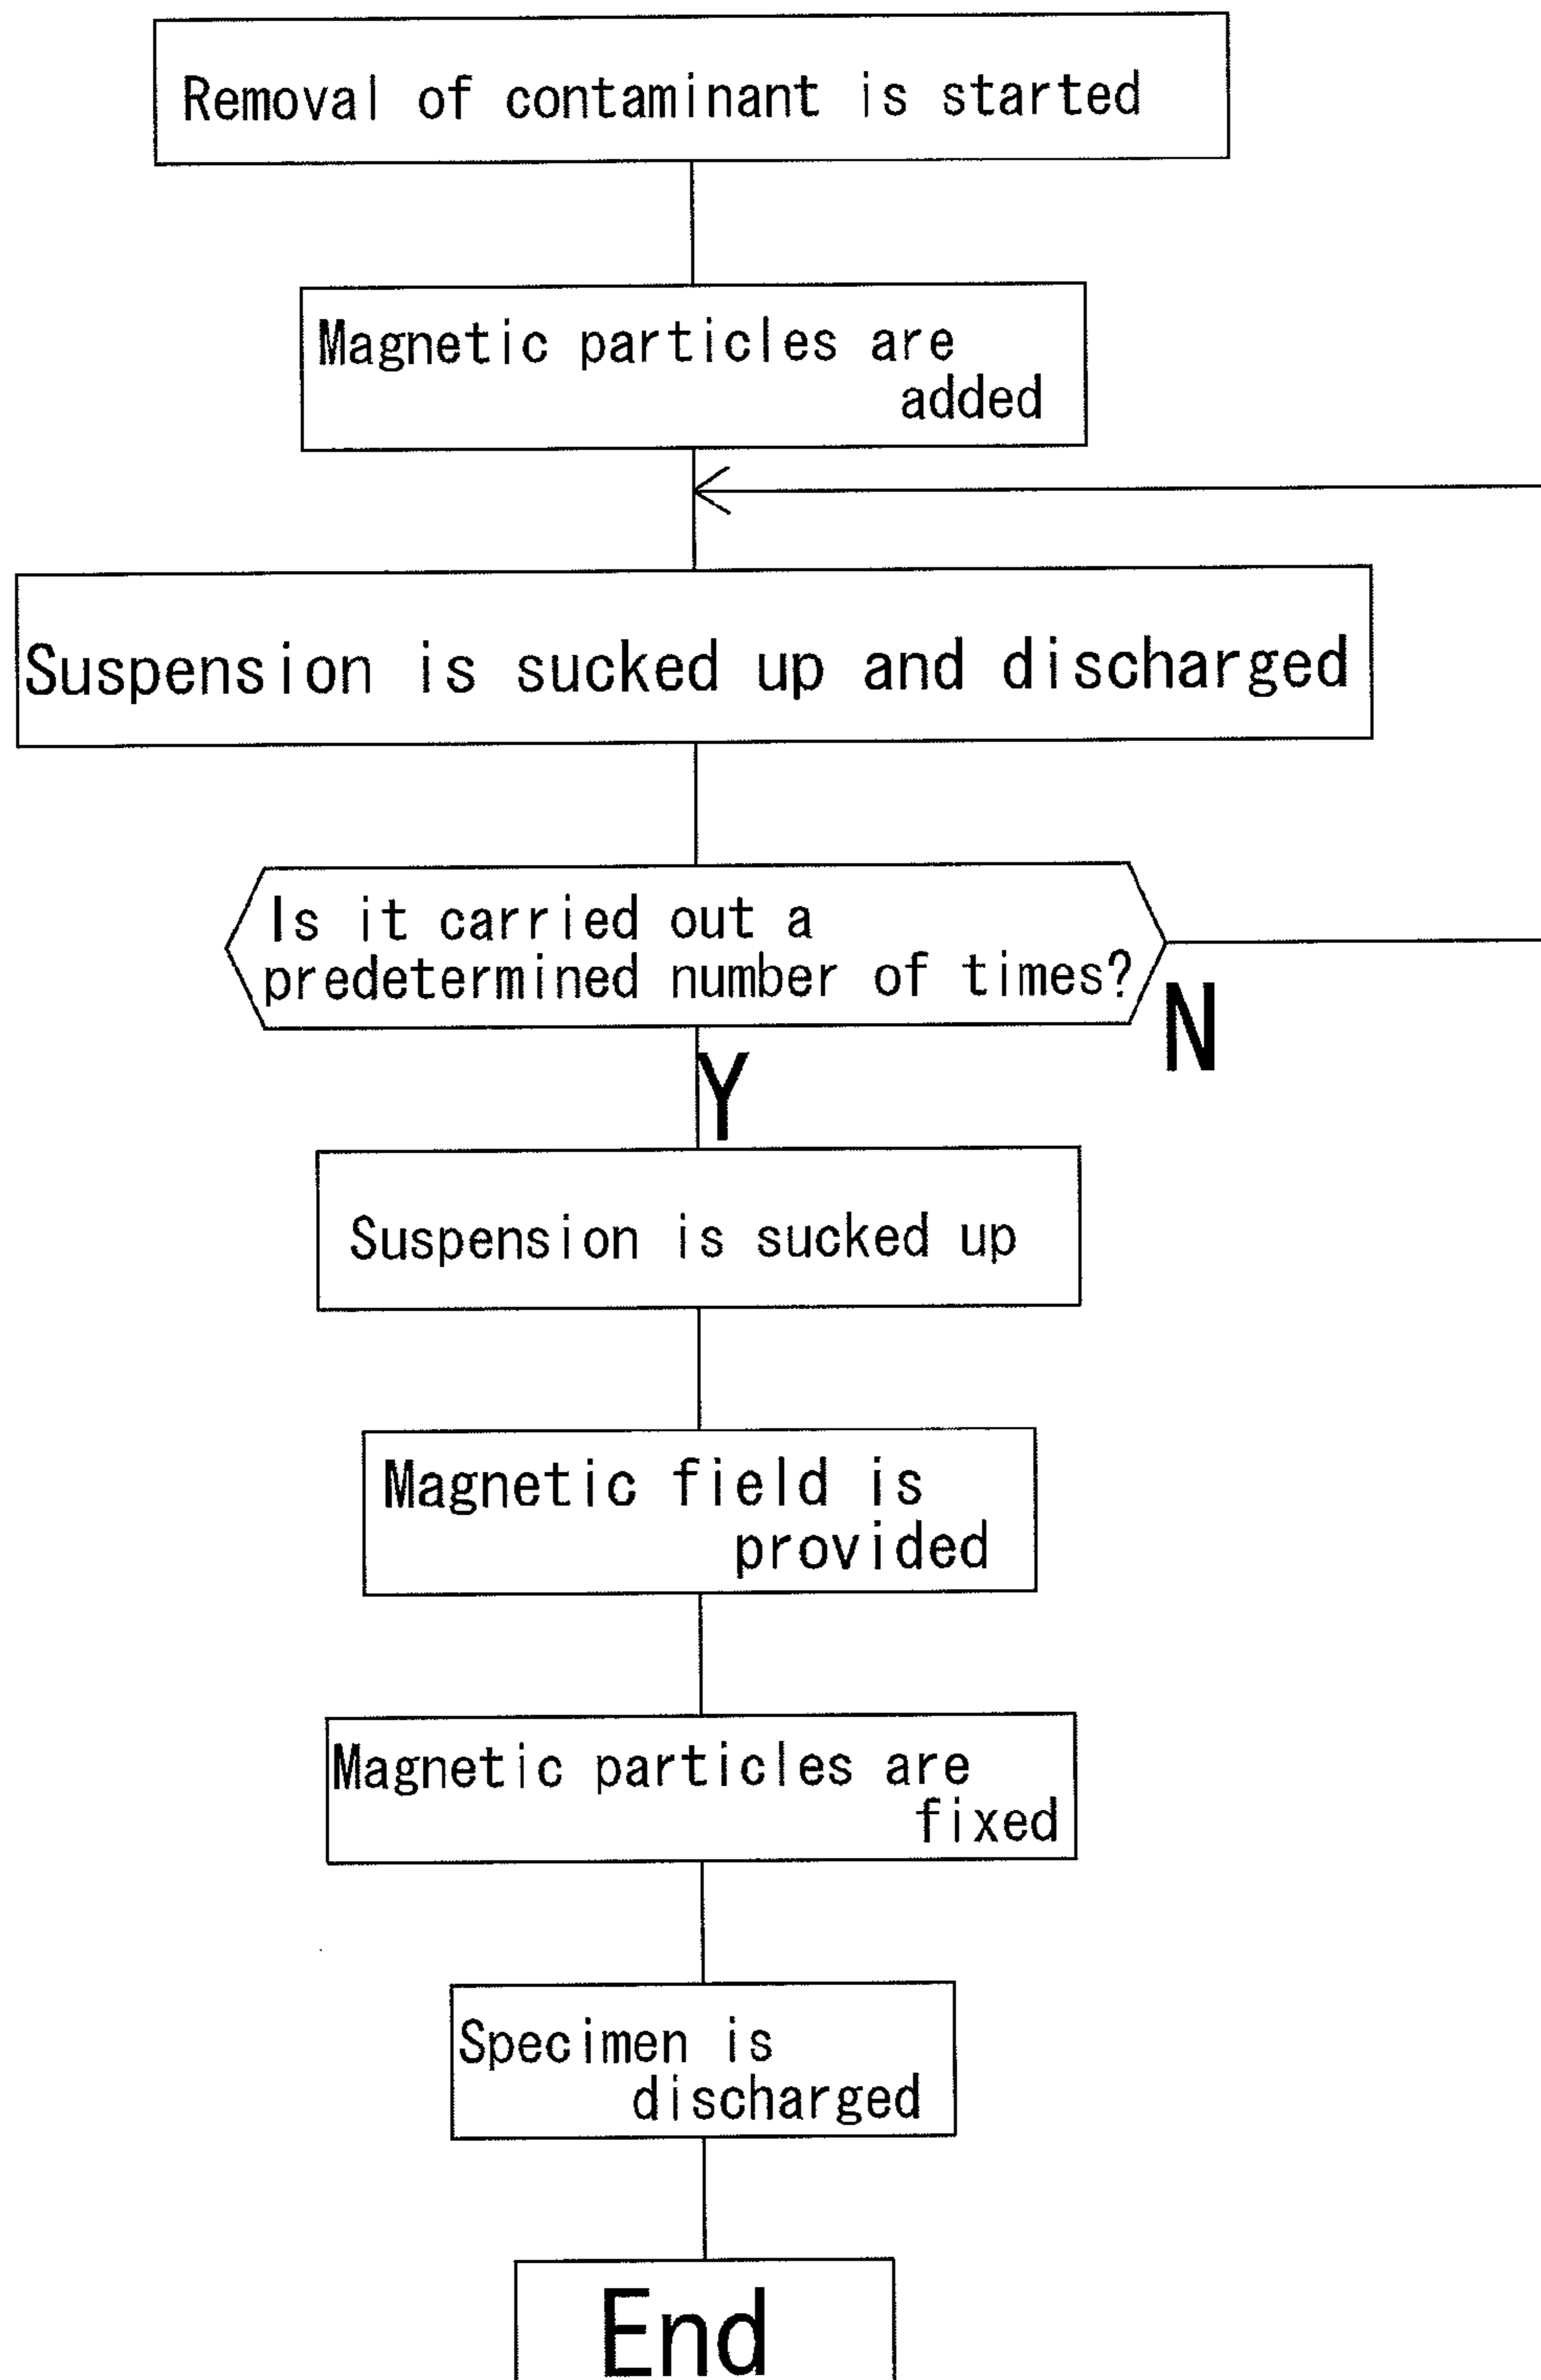 Removal of contaminant is started
Magnetic particles are
added
Suspension is sucked up and discharged
Is it carried out a
predetermined number of times?
N
Y
Suspension is sucked up
Magnetic field is
provided
Magnetic particles are
fixed
Specimen is
discharged
End